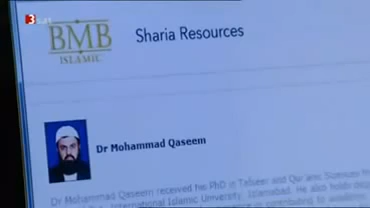 3sat
BMB
ISLAMIC
Sharia Resources
Dr Mohammad Qaseem
Dr Mohammad Qaseem received his PhD in Tafseer and Qur'anic Sciences
International Islamic University, Islamabad. He also holds